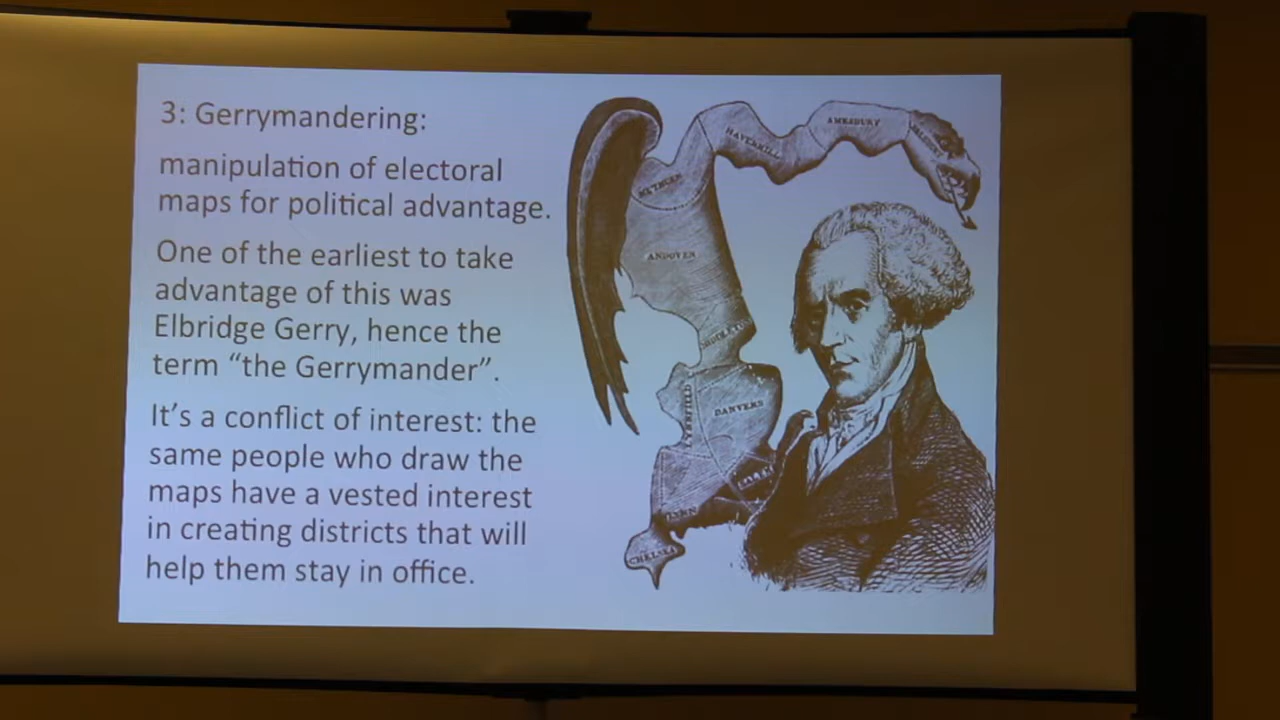 3: Gerrymandering:
manipulation of electoral
maps for political advantage.
One of the earliest to take
advantage of this was
Elbridge Gerry, hence the
term “the Gerrymander”.
It’s a conflict of interest: the
same people who draw the
maps have a vested interest
in creating districts that will
help them stay in office.
AMESBURY
HAVERHILL
METHUEN
ANDOVER
MIDDLETON
DANVERS
LYNN
CHELSEA